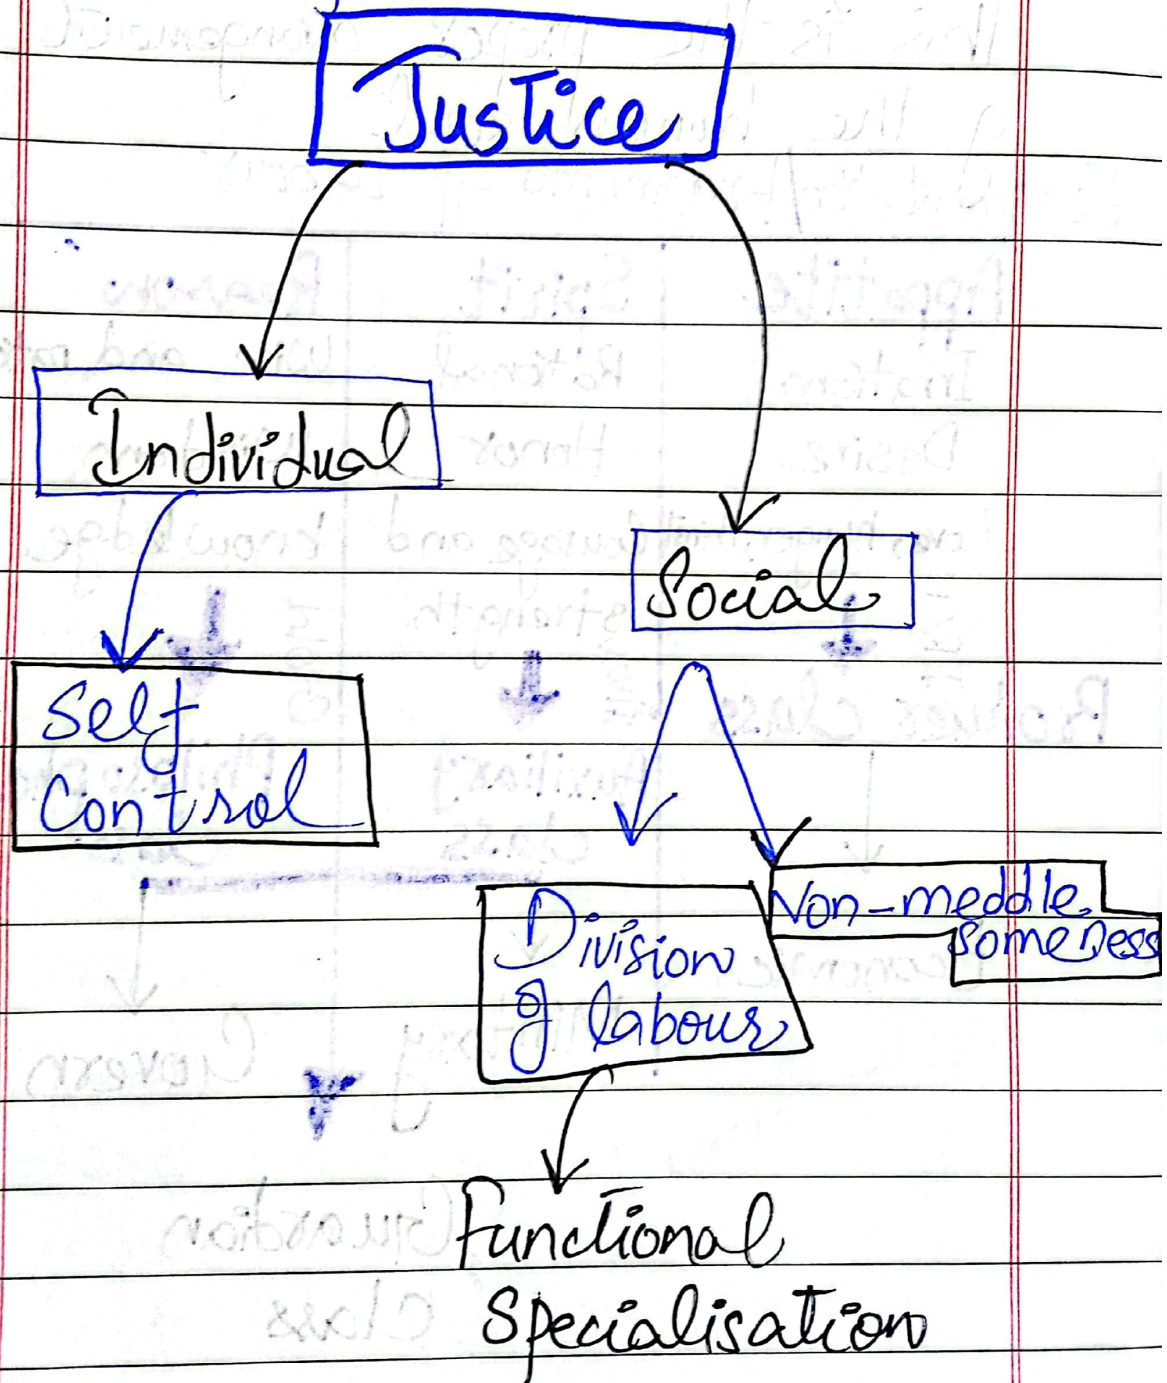 Justice
Individual
Social
Self
Control
Non-meddle
someness
Division
of labour
Functional
Specialisation